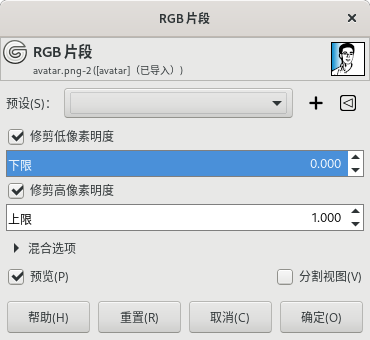 RGB 片段
RGB 片段
avatar.png-2 ([avatar]（已导入）)
预设(S)：
修剪低像素明度
下限 0.000
修剪高像素明度
上限 1.000
混合选项
预览(P) 分割视图(V)
帮助(H) 重置(R) 取消(C) 确定(O)